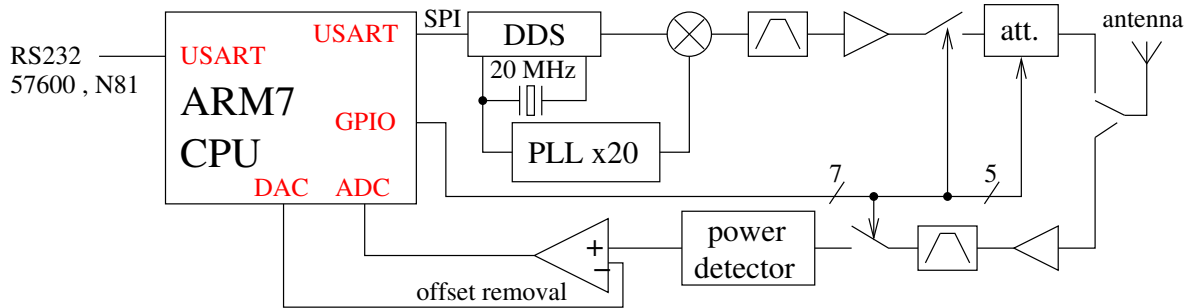 SPI
USART
DDS
att.
antenna
RS232
57600 , N81
USART
20 MHz
ARM7
CPU
GPIO
PLL x20
7
5
DAC
ADC
+
−
power
detector
offset removal